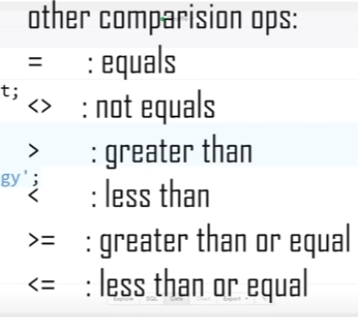 other comparision ops:
= : equals
t;
<> : not equals
> : greater than
gy';
< : less than
>= : greater than or equal
<= : less than or equal
Explore SQL Data Chart Export